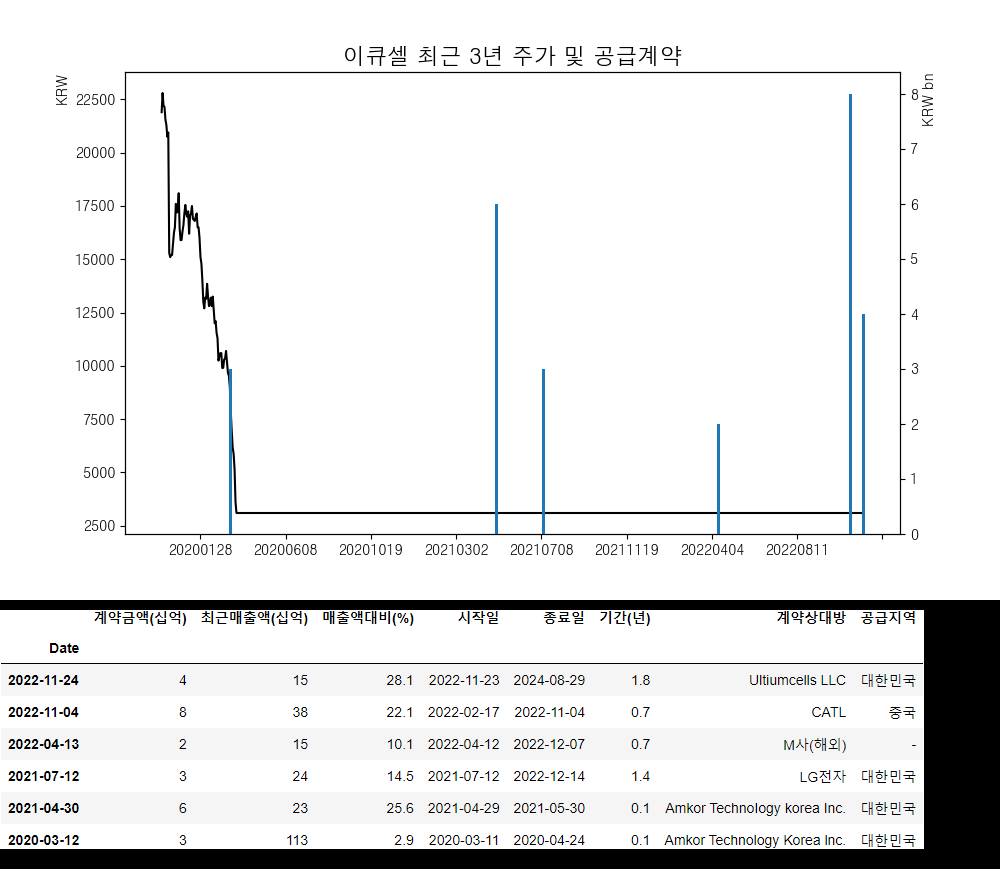 이큐셀 최근 3년 주가 및 공급계약
KRW
KRW bn
22500
20000
17500
15000
12500
10000
7500
5000
2500
8
7
6
5
4
3
2
1
0
20200128 20200608 20201019 20210302 20210708 20211119 20220404 20220811
계약금액(십억) 최근매출액(십억) 매출액대비(%) 시작일 종료일 기간(년) 계약상대방 공급지역
Date
2022-11-24 4 15 28.1 2022-11-23 2024-08-29 1.8 Ultiumcells LLC 대한민국
2022-11-04 8 38 22.1 2022-02-17 2022-11-04 0.7 CATL 중국
2022-04-13 2 15 10.1 2022-04-12 2022-12-07 0.7 M사(해외) -
2021-07-12 3 24 14.5 2021-07-12 2022-12-14 1.4 LG전자 대한민국
2021-04-30 6 23 25.6 2021-04-29 2021-05-30 0.1 Amkor Technology korea Inc. 대한민국
2020-03-12 3 113 2.9 2020-03-11 2020-04-24 0.1 Amkor Technology Korea Inc. 대한민국